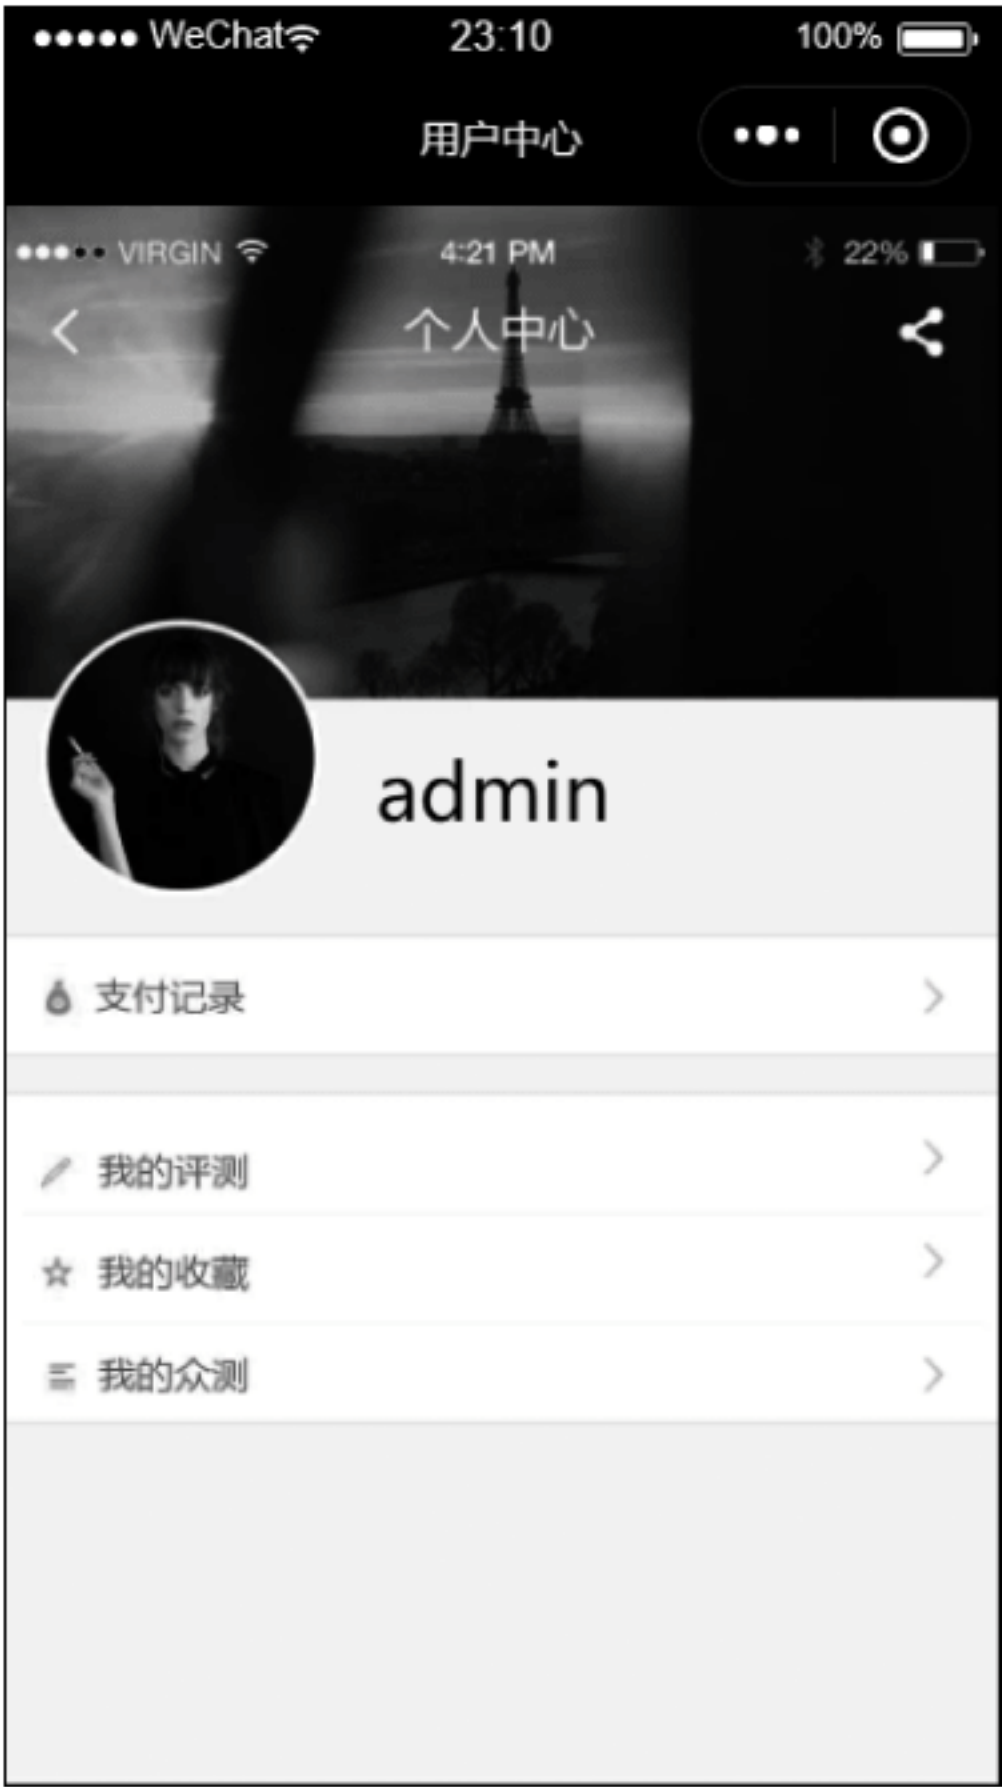 WeChat 23:10 100%
用户中心
VIRGIN 4:21 PM 22%
个人中心
admin
支付记录
我的评测
我的收藏
我的众测